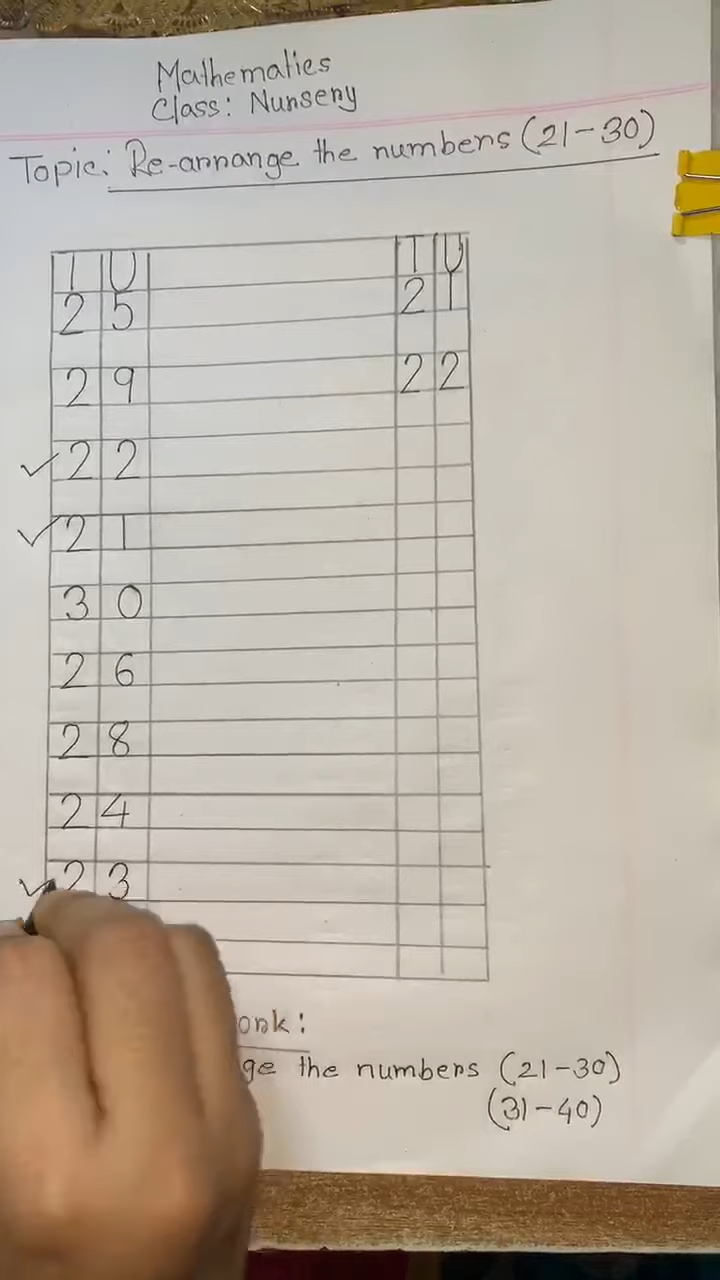 Mathematics
Class: Nunseny
Topic: Re-arrange the numbers (21-30)
T U T U
2 5 2 1
2 9 2 2
✓ 2 2
✓ 2 1
3 0
2 6
2 8
2 4
✓ 2 3
onk:
ge the numbers (21-30)
(31-40)